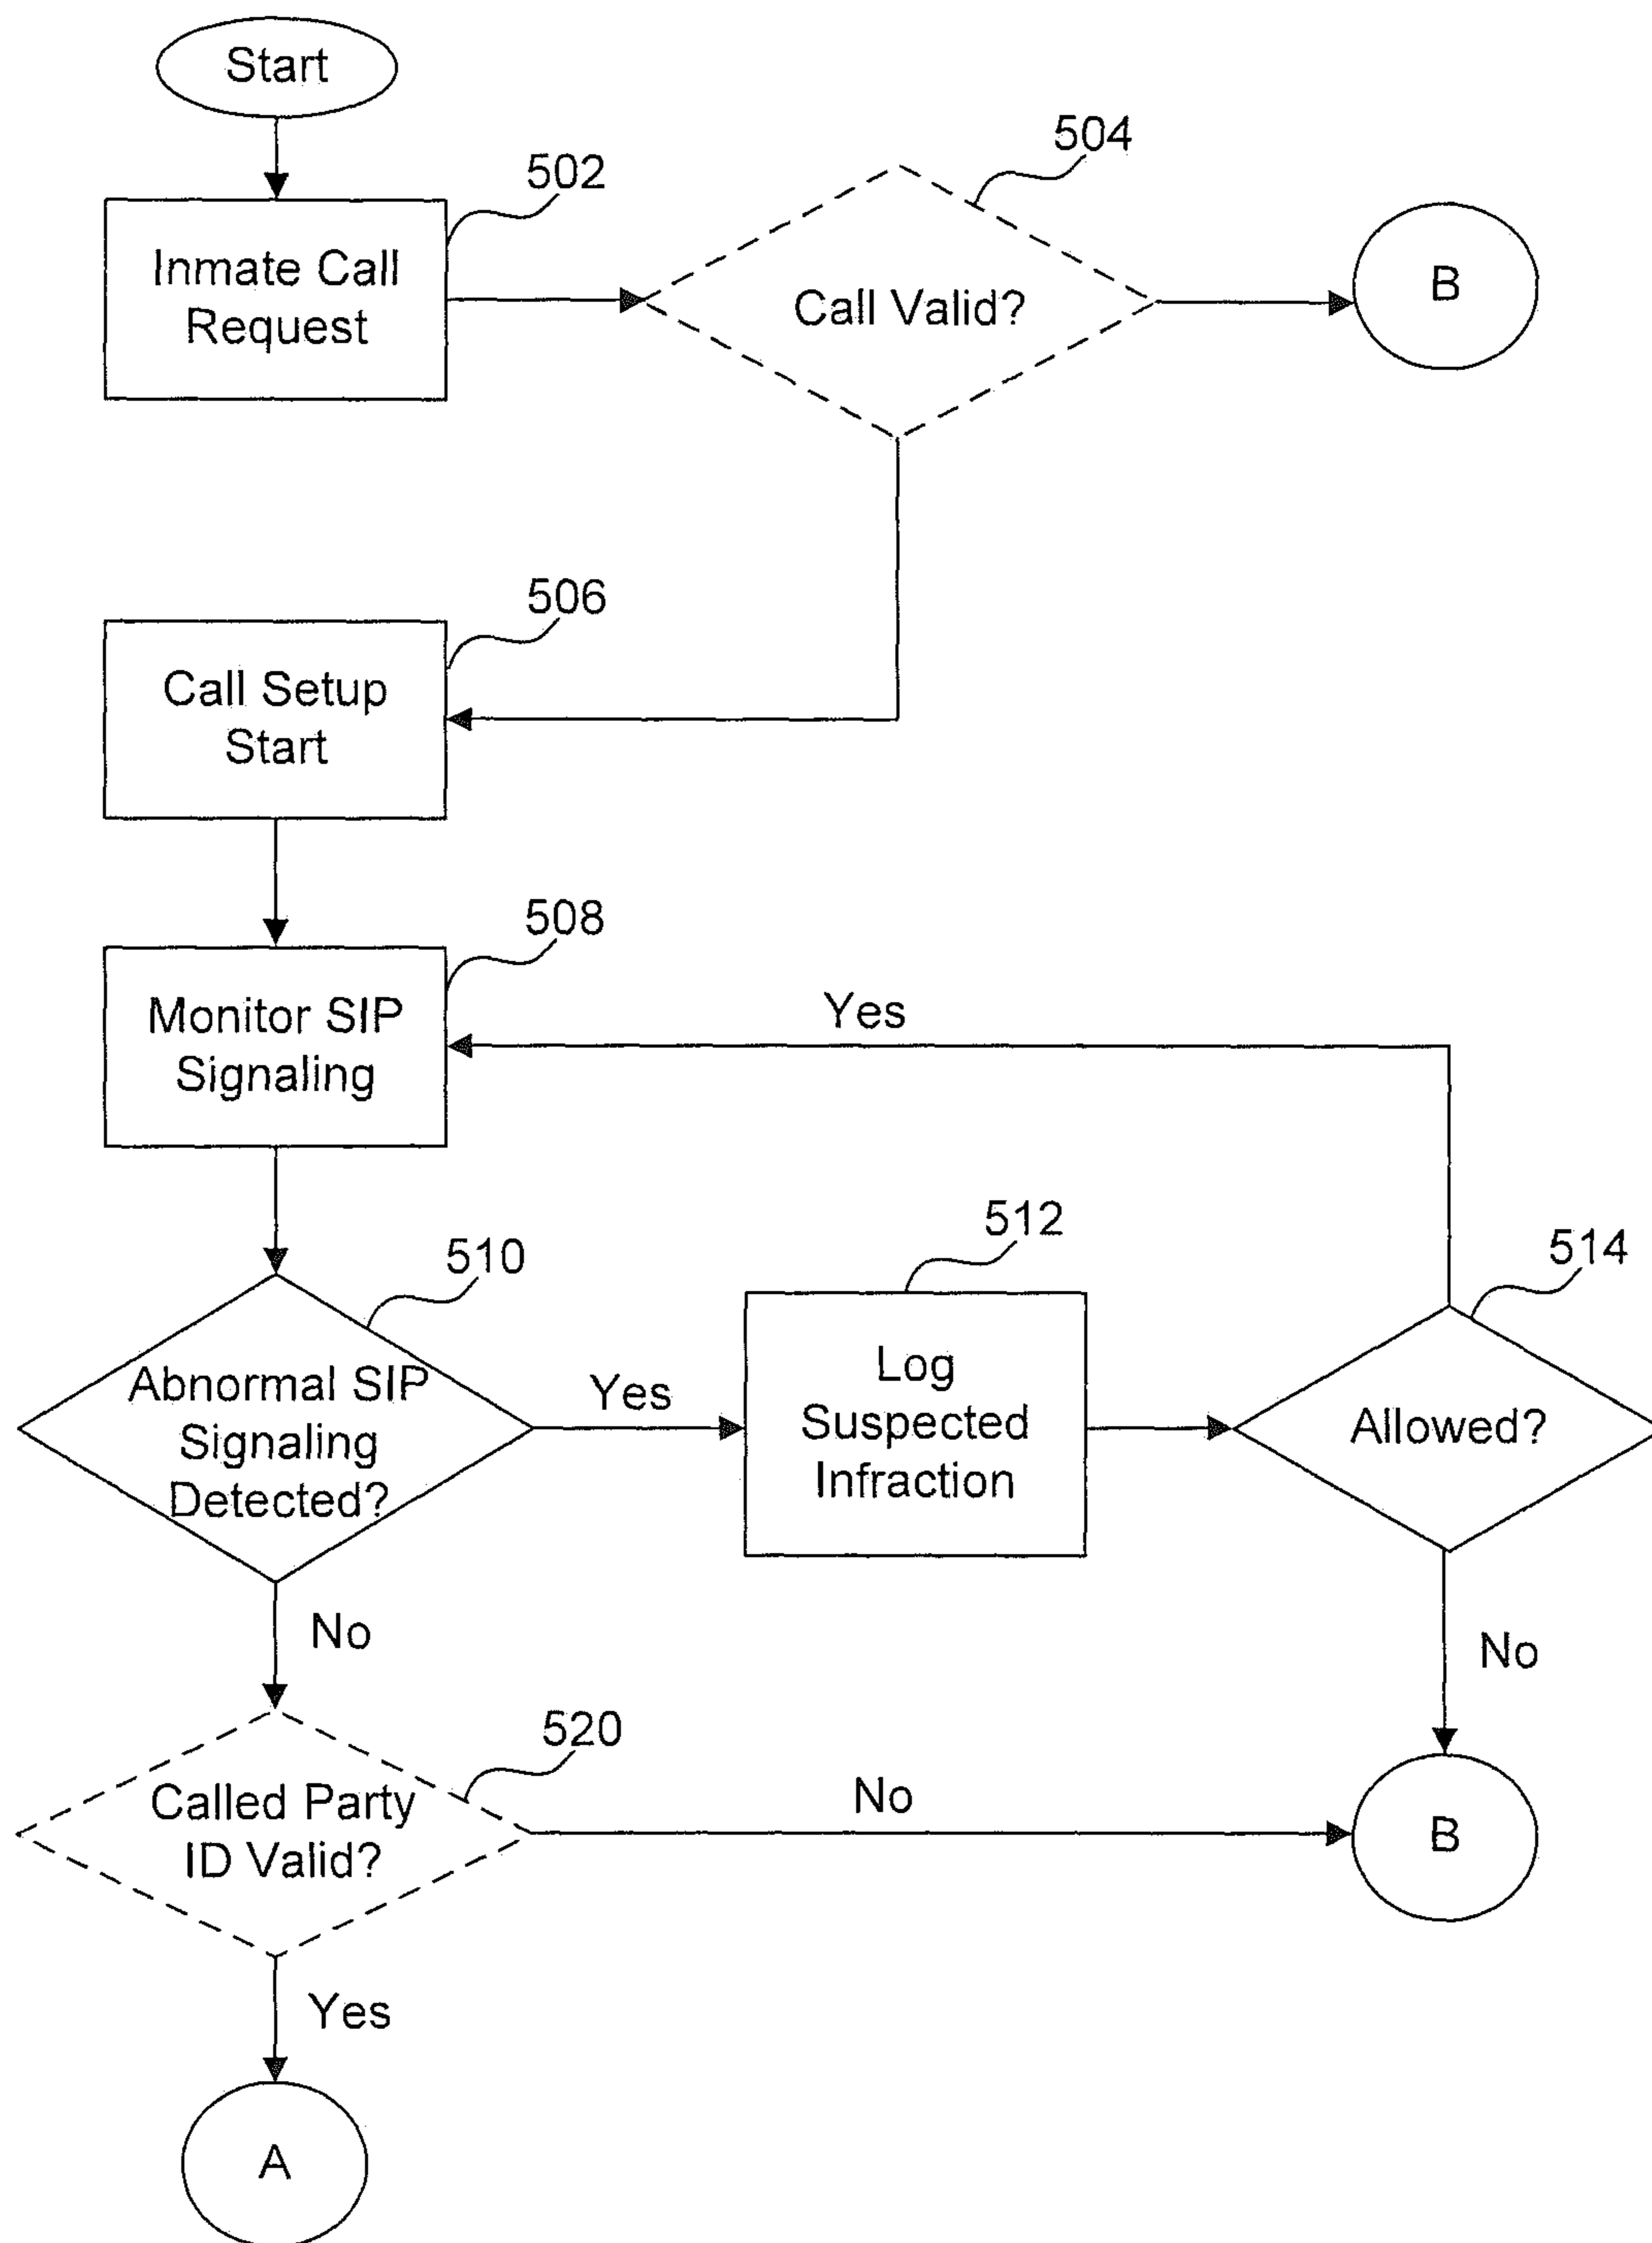 Start
502
Inmate Call
Request
504
Call Valid?
B
506
Call Setup
Start
508
Monitor SIP
Signaling
Yes
510
Abnormal SIP
Signaling
Detected?
Yes
512
Log
Suspected
Infraction
514
Allowed?
No
No
520
Called Party
ID Valid?
No
B
Yes
A